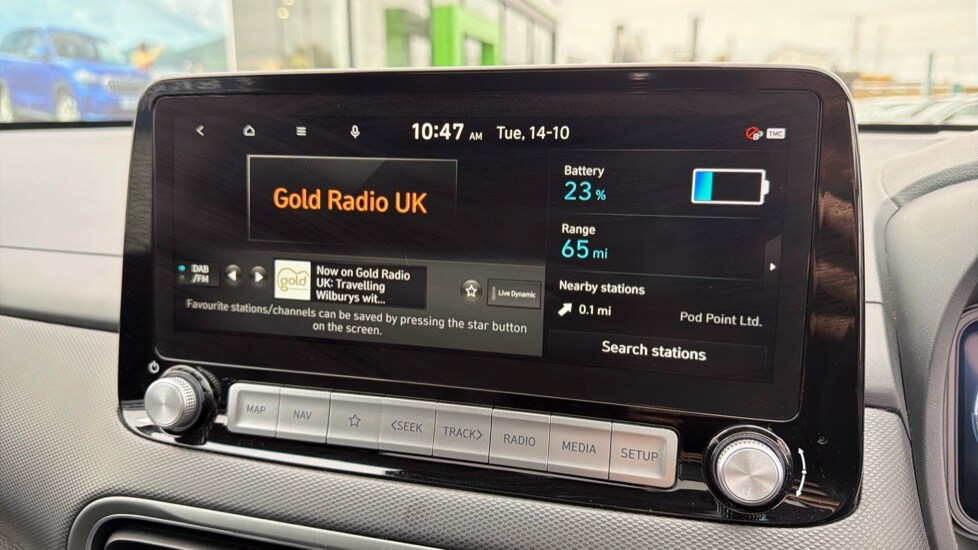 10:47 AM Tue, 14-10
TMC
Gold Radio UK
DAB
/FM
gold
Now on Gold Radio
UK: Travelling
Wilburys wit...
Live Dynamic
Favourite stations/channels can be saved by pressing the star button
on the screen.
Battery
23 %
Range
65 mi
Nearby stations
0.1 mi Pod Point Ltd.
Search stations
MAP NAV <SEEK TRACK> RADIO MEDIA SETUP